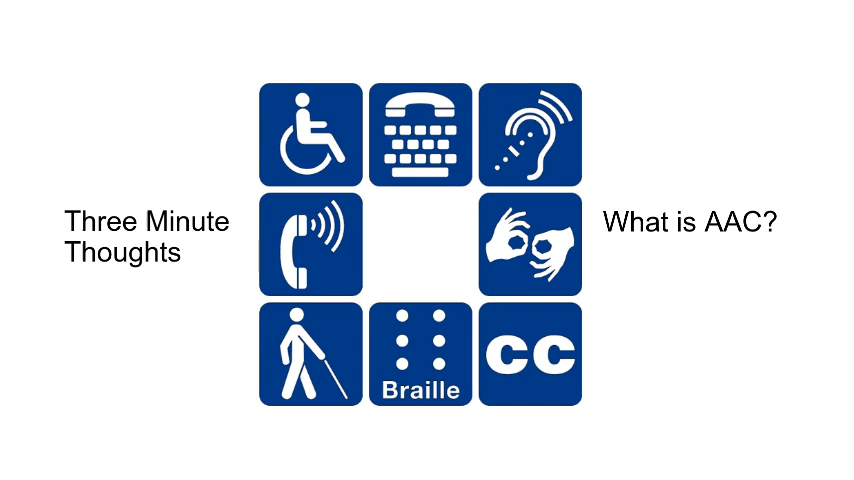 Three Minute
Thoughts
What is AAC?
Braille
CC